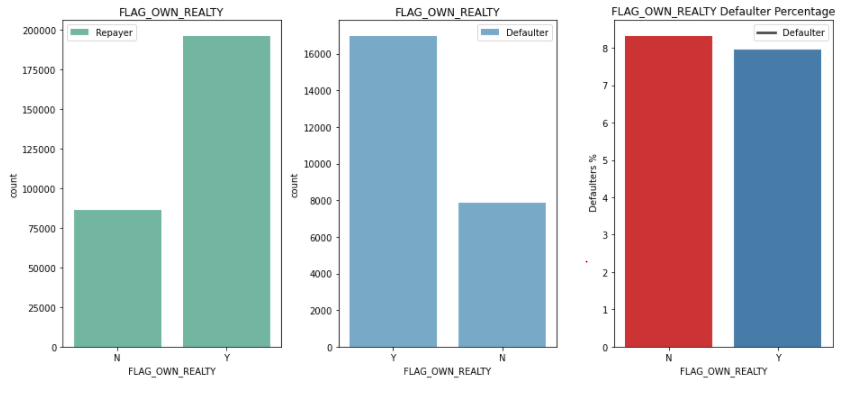 FLAG_OWN_REALTY
Repayer
200000
175000
150000
125000
100000
75000
50000
25000
0
count
N
Y
FLAG_OWN_REALTY
FLAG_OWN_REALTY
Defaulter
16000
14000
12000
10000
8000
6000
4000
2000
0
count
Y
N
FLAG_OWN_REALTY
FLAG_OWN_REALTY Defaulter Percentage
Defaulter
8
7
6
5
4
3
2
1
0
Defaulters %
N
Y
FLAG_OWN_REALTY